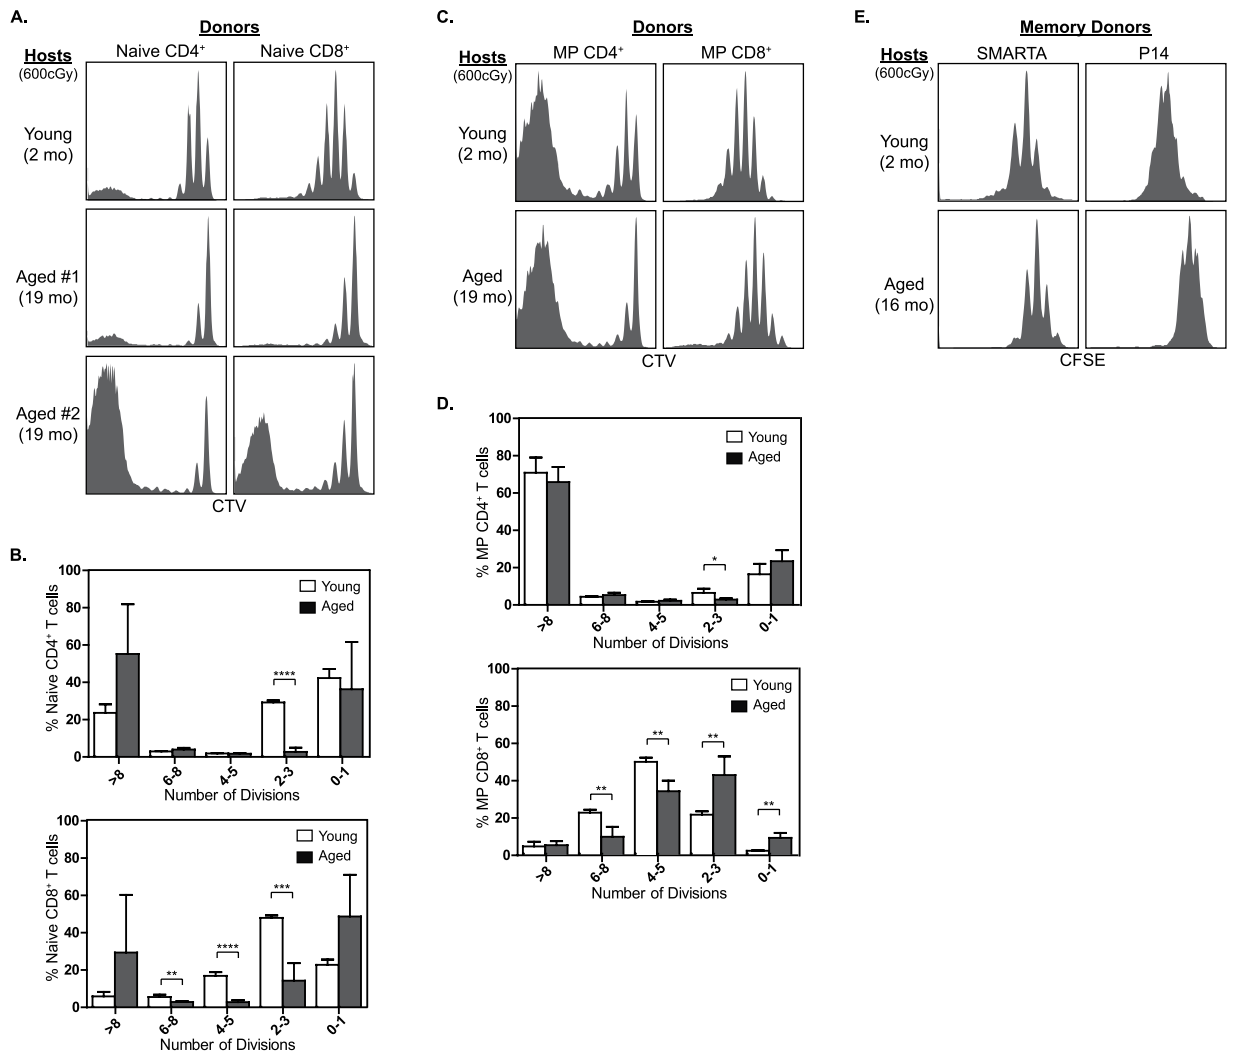 A.
Donors
Hosts
(600cGy)
Naive CD4⁺
Naive CD8⁺
Young
(2 mo)
Aged #1
(19 mo)
Aged #2
(19 mo)
CTV
B.
% Naive CD4⁺ T cells
100
80
60
40
20
0
Young
Aged
****
>8
6-8
4-5
2-3
0-1
Number of Divisions
% Naive CD8⁺ T cells
100
80
60
40
20
0
Young
Aged
**
****
***
>8
6-8
4-5
2-3
0-1
Number of Divisions
C.
Donors
Hosts
(600cGy)
MP CD4⁺
MP CD8⁺
Young
(2 mo)
Aged
(19 mo)
CTV
D.
% MP CD4⁺ T cells
100
80
60
40
20
0
Young
Aged
*
>8
6-8
4-5
2-3
0-1
Number of Divisions
% MP CD8⁺ T cells
100
80
60
40
20
0
Young
Aged
**
**
**
**
>8
6-8
4-5
2-3
0-1
Number of Divisions
E.
Memory Donors
Hosts
(600cGy)
SMARTA
P14
Young
(2 mo)
Aged
(16 mo)
CFSE